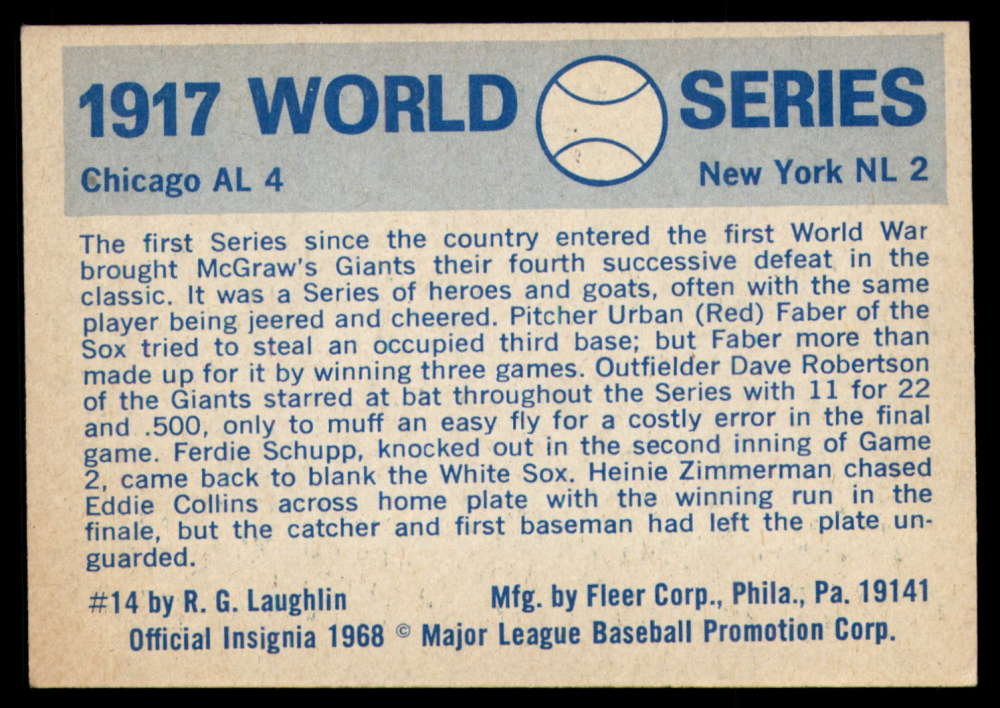 1917 WORLD SERIES
Chicago AL 4 New York NL 2
The first Series since the country entered the first World War
brought McGraw's Giants their fourth successive defeat in the
classic. It was a Series of heroes and goats, often with the same
player being jeered and cheered. Pitcher Urban (Red) Faber of the
Sox tried to steal an occupied third base; but Faber more than
made up for it by winning three games. Outfielder Dave Robertson
of the Giants starred at bat throughout the Series with 11 for 22
and .500, only to muff an easy fly for a costly error in the final
game. Ferdie Schupp, knocked out in the second inning of Game
2, came back to blank the White Sox. Heinie Zimmerman chased
Eddie Collins across home plate with the winning run in the
finale, but the catcher and first baseman had left the plate un-
guarded.
#14 by R. G. Laughlin Mfg. by Fleer Corp., Phila., Pa. 19141
Official Insignia 1968 © Major League Baseball Promotion Corp.